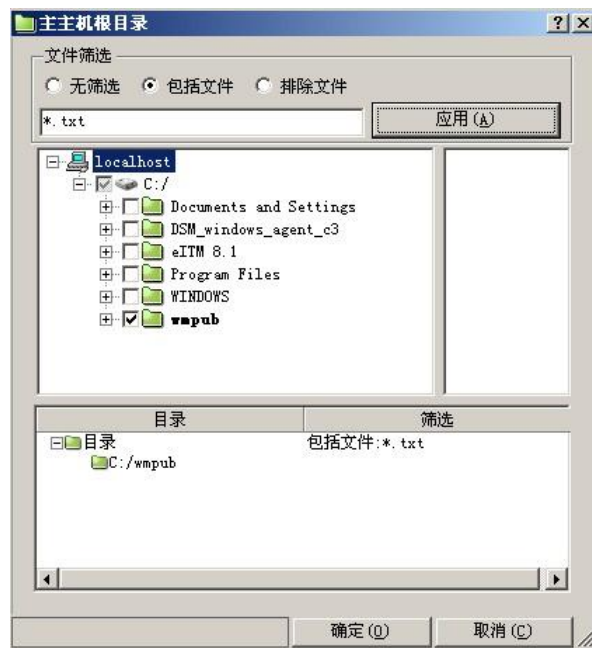 主主机根目录
文件筛选
无筛选 包括文件 排除文件
*.txt 应用(A)
localhost
C:/
Documents and Settings
DSM_windows_agent_c3
eITM 8.1
Program Files
WINDOWS
wmpub
目录 筛选
目录 包括文件:*.txt
C:/wmpub
确定(O) 取消(C)